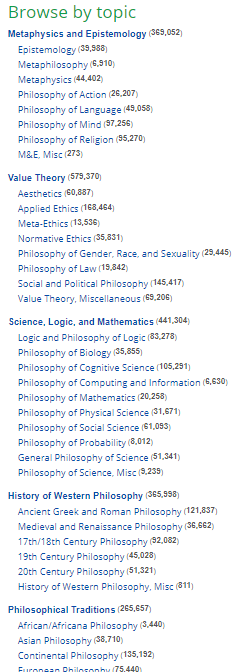 Browse by topic
Metaphysics and Epistemology (369,052)
Epistemology (39,988)
Metaphilosophy (6,910)
Metaphysics (44,402)
Philosophy of Action (26,207)
Philosophy of Language (49,058)
Philosophy of Mind (97,256)
Philosophy of Religion (95,270)
M&E, Misc (273)
Value Theory (579,370)
Aesthetics (60,887)
Applied Ethics (168,464)
Meta-Ethics (13,536)
Normative Ethics (35,831)
Philosophy of Gender, Race, and Sexuality (29,445)
Philosophy of Law (19,842)
Social and Political Philosophy (145,417)
Value Theory, Miscellaneous (69,206)
Science, Logic, and Mathematics (441,304)
Logic and Philosophy of Logic (83,278)
Philosophy of Biology (35,855)
Philosophy of Cognitive Science (105,291)
Philosophy of Computing and Information (6,630)
Philosophy of Mathematics (20,258)
Philosophy of Physical Science (31,671)
Philosophy of Social Science (61,093)
Philosophy of Probability (8,012)
General Philosophy of Science (51,341)
Philosophy of Science, Misc (9,239)
History of Western Philosophy (365,998)
Ancient Greek and Roman Philosophy (121,837)
Medieval and Renaissance Philosophy (36,662)
17th/18th Century Philosophy (92,082)
19th Century Philosophy (45,028)
20th Century Philosophy (51,321)
History of Western Philosophy, Misc (811)
Philosophical Traditions (265,657)
African/Africana Philosophy (3,440)
Asian Philosophy (38,710)
Continental Philosophy (135,192)
European Philosophy (75,440)